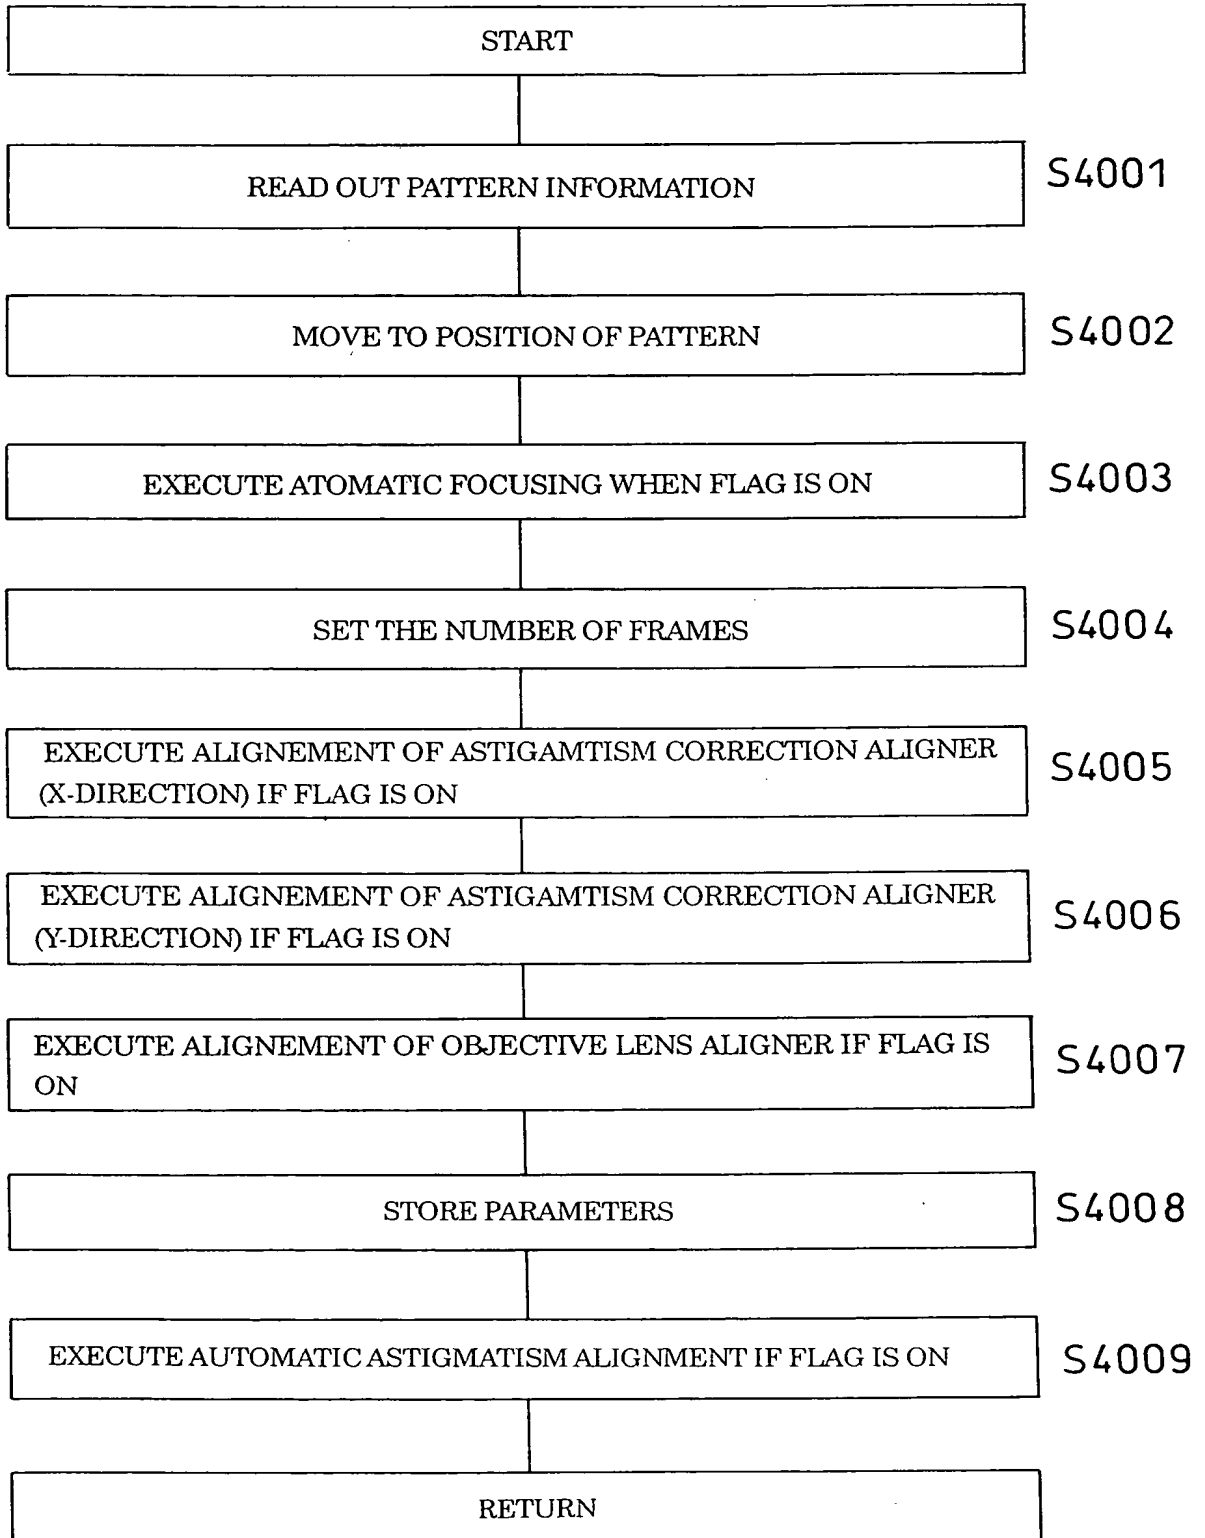 START
READ OUT PATTERN INFORMATION
S4001
MOVE TO POSITION OF PATTERN
S4002
EXECUTE ATOMATIC FOCUSING WHEN FLAG IS ON
S4003
SET THE NUMBER OF FRAMES
S4004
EXECUTE ALIGNEMENT OF ASTIGAMTISM CORRECTION ALIGNER
(X-DIRECTION) IF FLAG IS ON
S4005
EXECUTE ALIGNEMENT OF ASTIGAMTISM CORRECTION ALIGNER
(Y-DIRECTION) IF FLAG IS ON
S4006
EXECUTE ALIGNEMENT OF OBJECTIVE LENS ALIGNER IF FLAG IS
ON
S4007
STORE PARAMETERS
S4008
EXECUTE AUTOMATIC ASTIGMATISM ALIGNMENT IF FLAG IS ON
S4009
RETURN